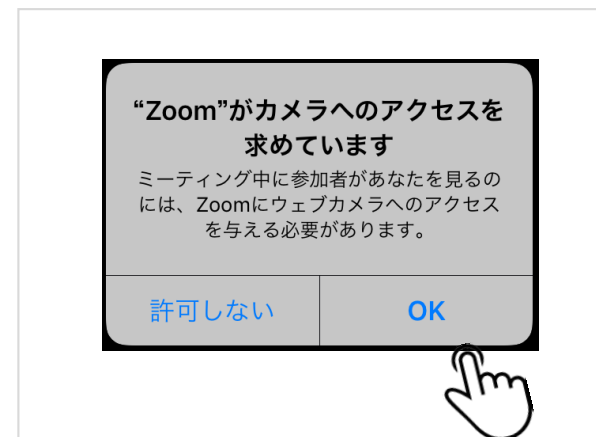 “Zoom”がカメラへのアクセスを
求めています
ミーティング中に参加者があなたを見るの
には、Zoomにウェブカメラへのアクセス
を与える必要があります。
許可しない
OK